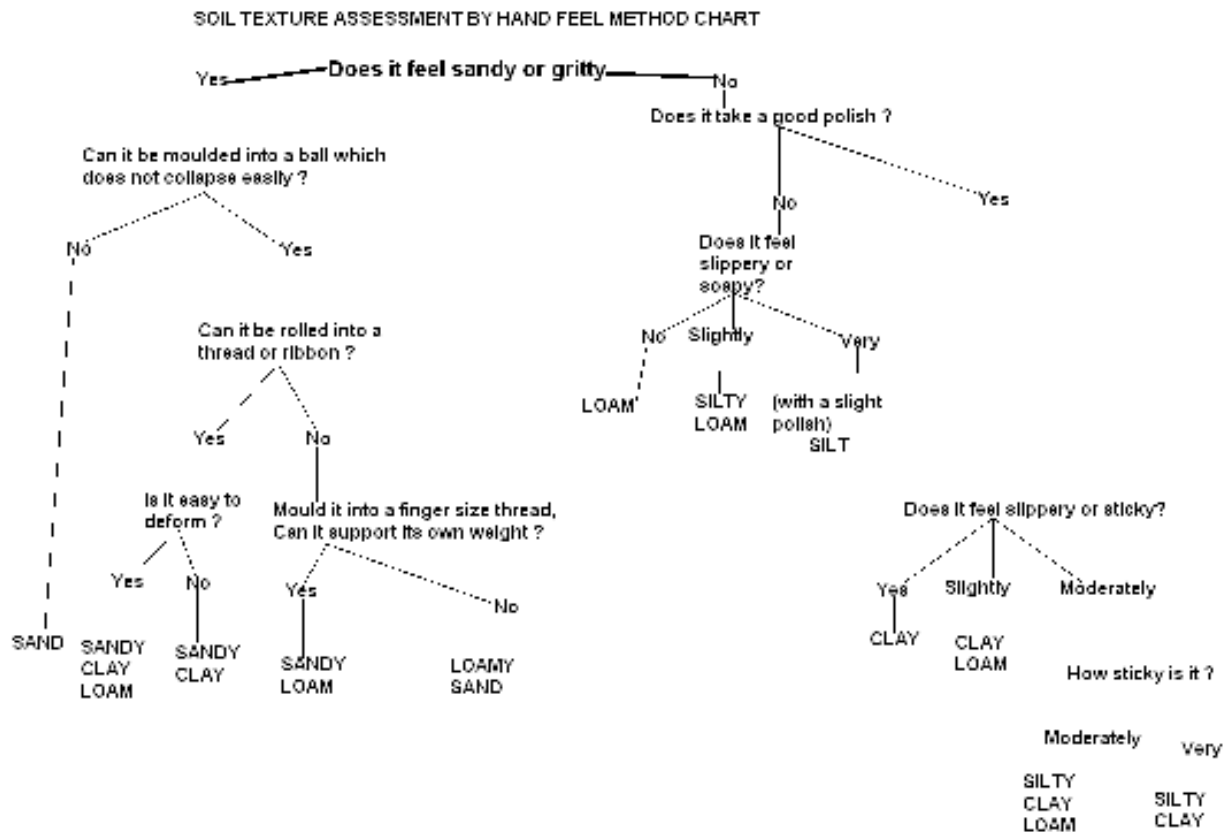 SOIL TEXTURE ASSESSMENT BY HAND FEEL METHOD CHART
Yes
Does it feel sandy or gritty
No
Does it take a good polish ?
Can it be moulded into a ball which
does not collapse easily ?
Yes
No
Does it feel
slippery or
soapy?
No
Yes
Can it be rolled into a
thread or ribbon ?
No
Slightly
Very
LOAM
SILTY
LOAM
(with a slight
polish)
SILT
Yes
No
Is it easy to
deform ?
Mould it into a finger size thread,
Can it support its own weight ?
Does it feel slippery or sticky?
Yes
No
Yes
No
Yes
Slightly
Moderately
SAND
SANDY
CLAY
LOAM
SANDY
CLAY
SANDY
LOAM
LOAMY
SAND
CLAY
CLAY
LOAM
How sticky is it ?
Moderately
Very
SILTY
CLAY
LOAM
SILTY
CLAY